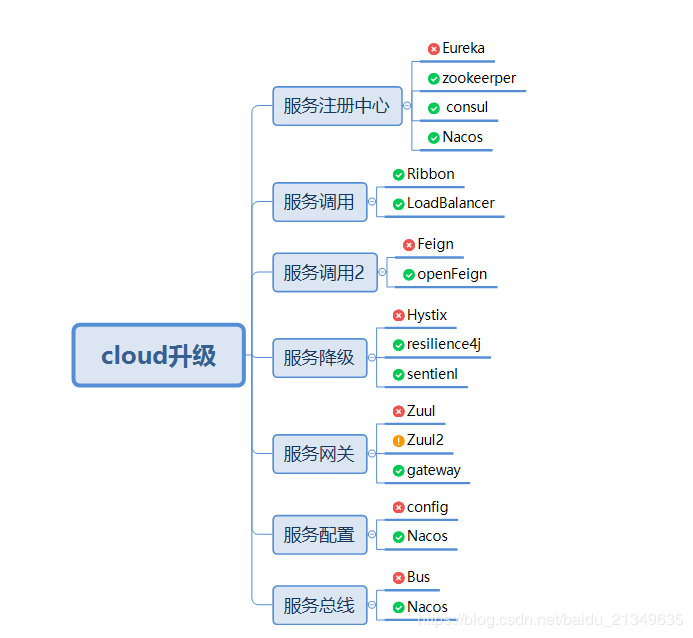 cloud升级
服务注册中心
Eureka
zookeerper
consul
Nacos
服务调用
Ribbon
LoadBalancer
服务调用2
Feign
openFeign
服务降级
Hystix
resilience4j
sentienl
服务网关
Zuul
Zuul2
gateway
服务配置
config
Nacos
服务总线
Bus
Nacos
https://blog.csdn.net/baidu_21349635